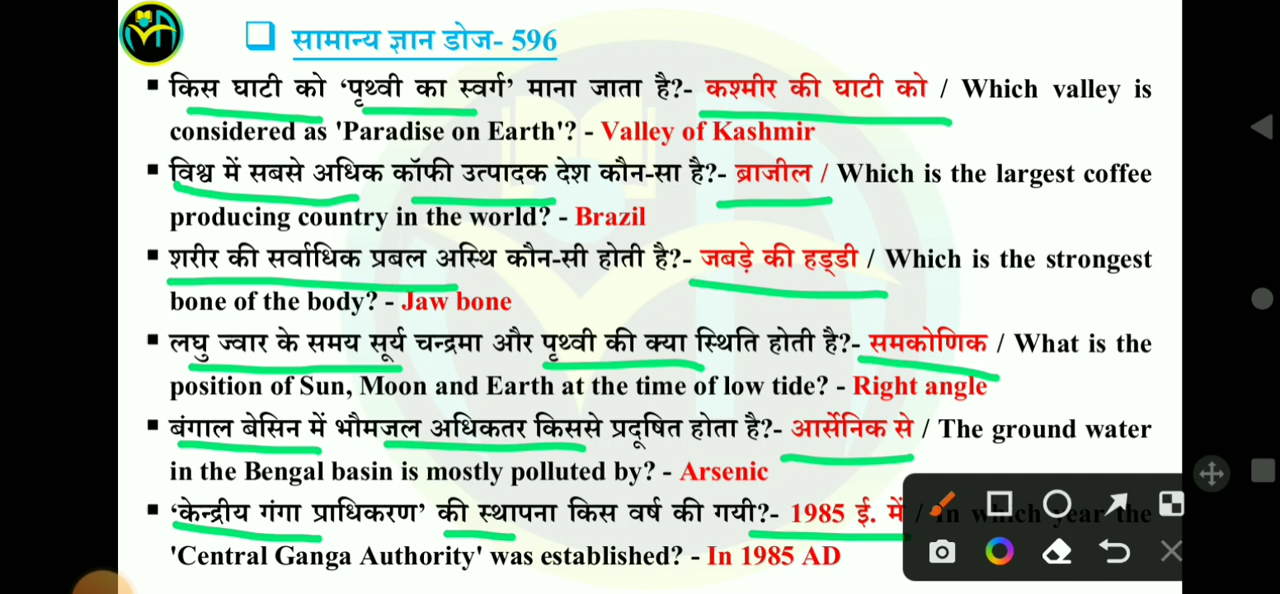 सामान्य ज्ञान डोज- 596
किस घाटी को ‘पृथ्वी का स्वर्ग’ माना जाता है?- कश्मीर की घाटी को / Which valley is
considered as 'Paradise on Earth'? - Valley of Kashmir
विश्व में सबसे अधिक कॉफी उत्पादक देश कौन-सा है?- ब्राजील / Which is the largest coffee
producing country in the world? - Brazil
शरीर की सर्वाधिक प्रबल अस्थि कौन-सी होती है?- जबड़े की हड्डी / Which is the strongest
bone of the body? - Jaw bone
लघु ज्वार के समय सूर्य चन्द्रमा और पृथ्वी की क्या स्थिति होती है?- समकोणिक / What is the
position of Sun, Moon and Earth at the time of low tide? - Right angle
बंगाल बेसिन में भौमजल अधिकतर किससे प्रदूषित होता है?- आर्सेनिक से / The ground water
in the Bengal basin is mostly polluted by? - Arsenic
‘केन्द्रीय गंगा प्राधिकरण’ की स्थापना किस वर्ष की गयी?- 1985 ई. में / In which year the
'Central Ganga Authority' was established? - In 1985 AD